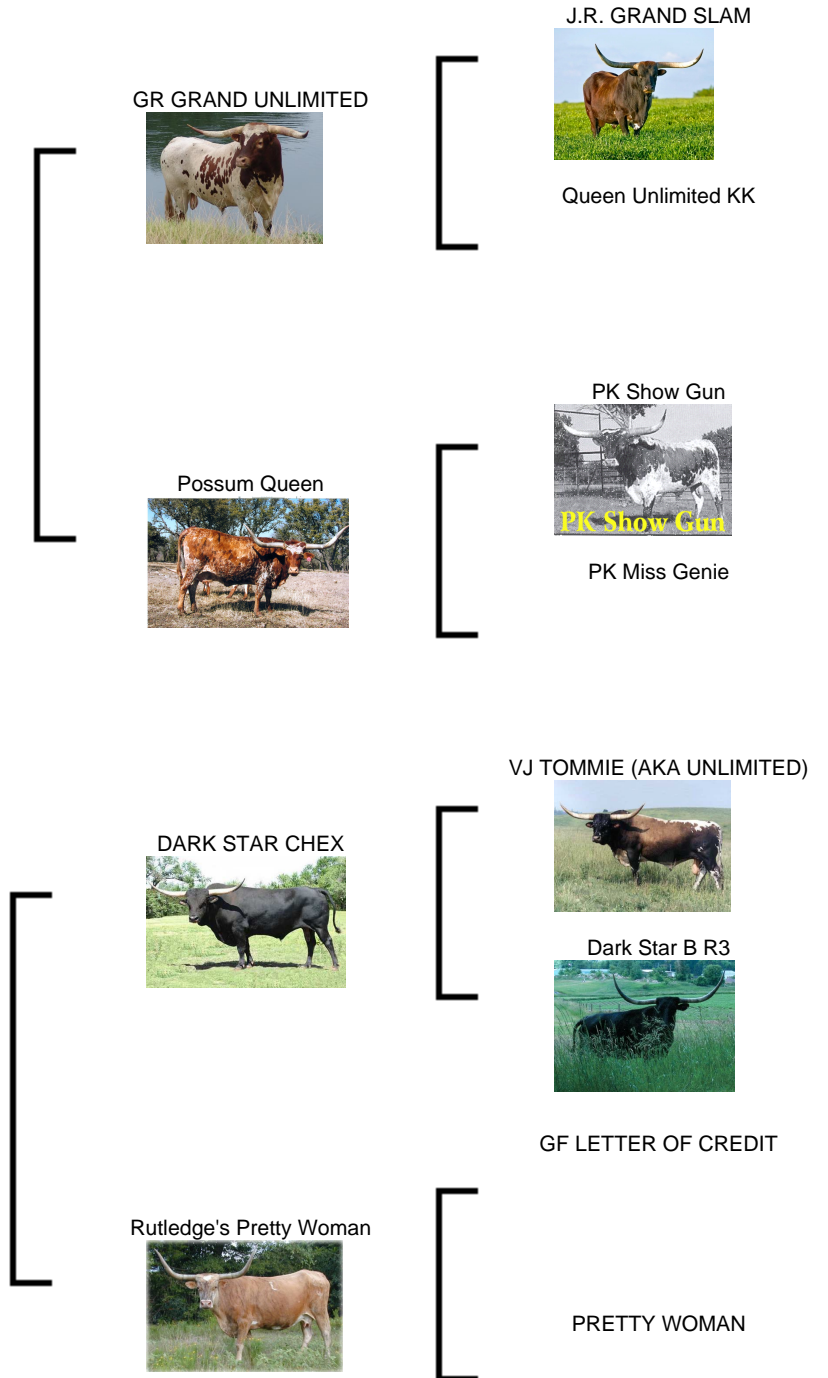 J.R. GRAND SLAM
GR GRAND UNLIMITED
Queen Unlimited KK
PK Show Gun
PK Show Gun
Possum Queen
PK Miss Genie
VJ TOMMIE (AKA UNLIMITED)
DARK STAR CHEX
Dark Star B R3
GF LETTER OF CREDIT
Rutledge's Pretty Woman
PRETTY WOMAN